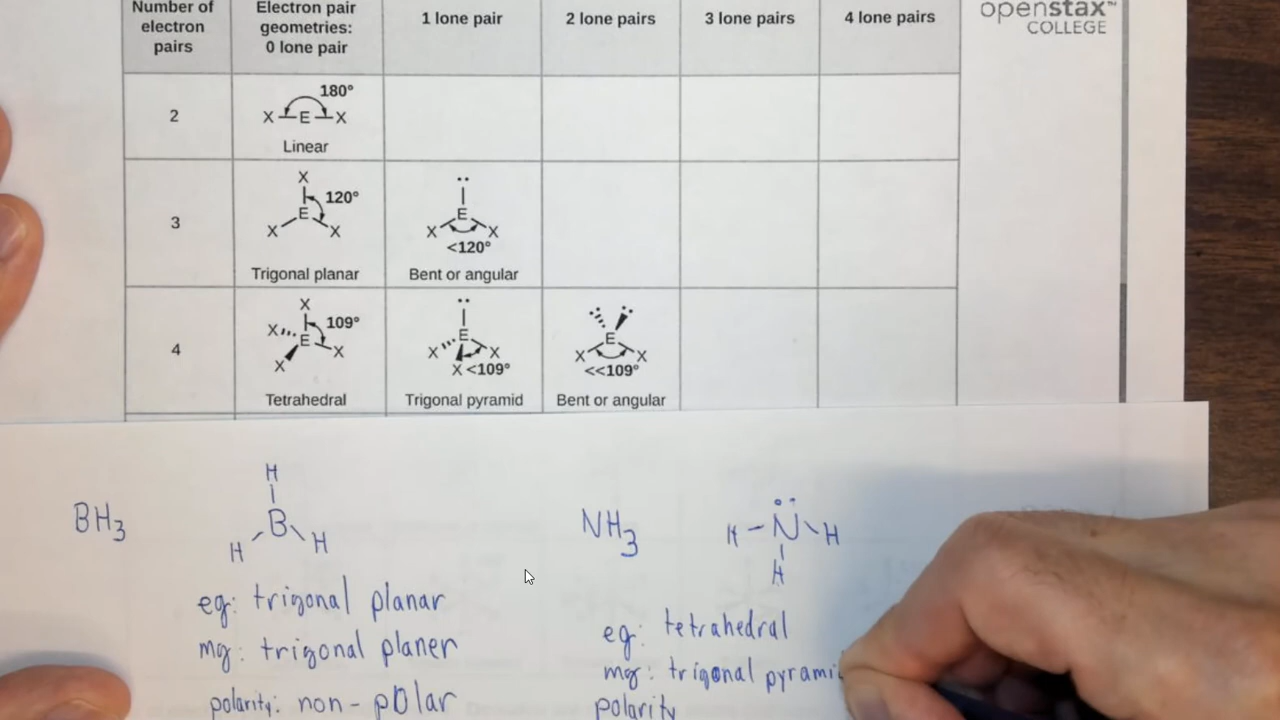 Number of electron pairs
Electron pair geometries: 0 lone pair
1 lone pair
2 lone pairs
3 lone pairs
4 lone pairs
openstax™
COLLEGE
2
180°
X E X
Linear
3
X
120°
E
X X
Trigonal planar
..
E
X X
<120°
Bent or angular
4
X
109°
X E
X X
Tetrahedral
..
E
X X
X <109°
Trigonal pyramid
.. ..
E
X X
<<109°
Bent or angular
BH3
H
B
H H
eg: trigonal planar
mg: trigonal planer
polarity: non-polar
NH3
..
H-N-H
H
eg: tetrahedral
mg: trigonal pyrami
polarity